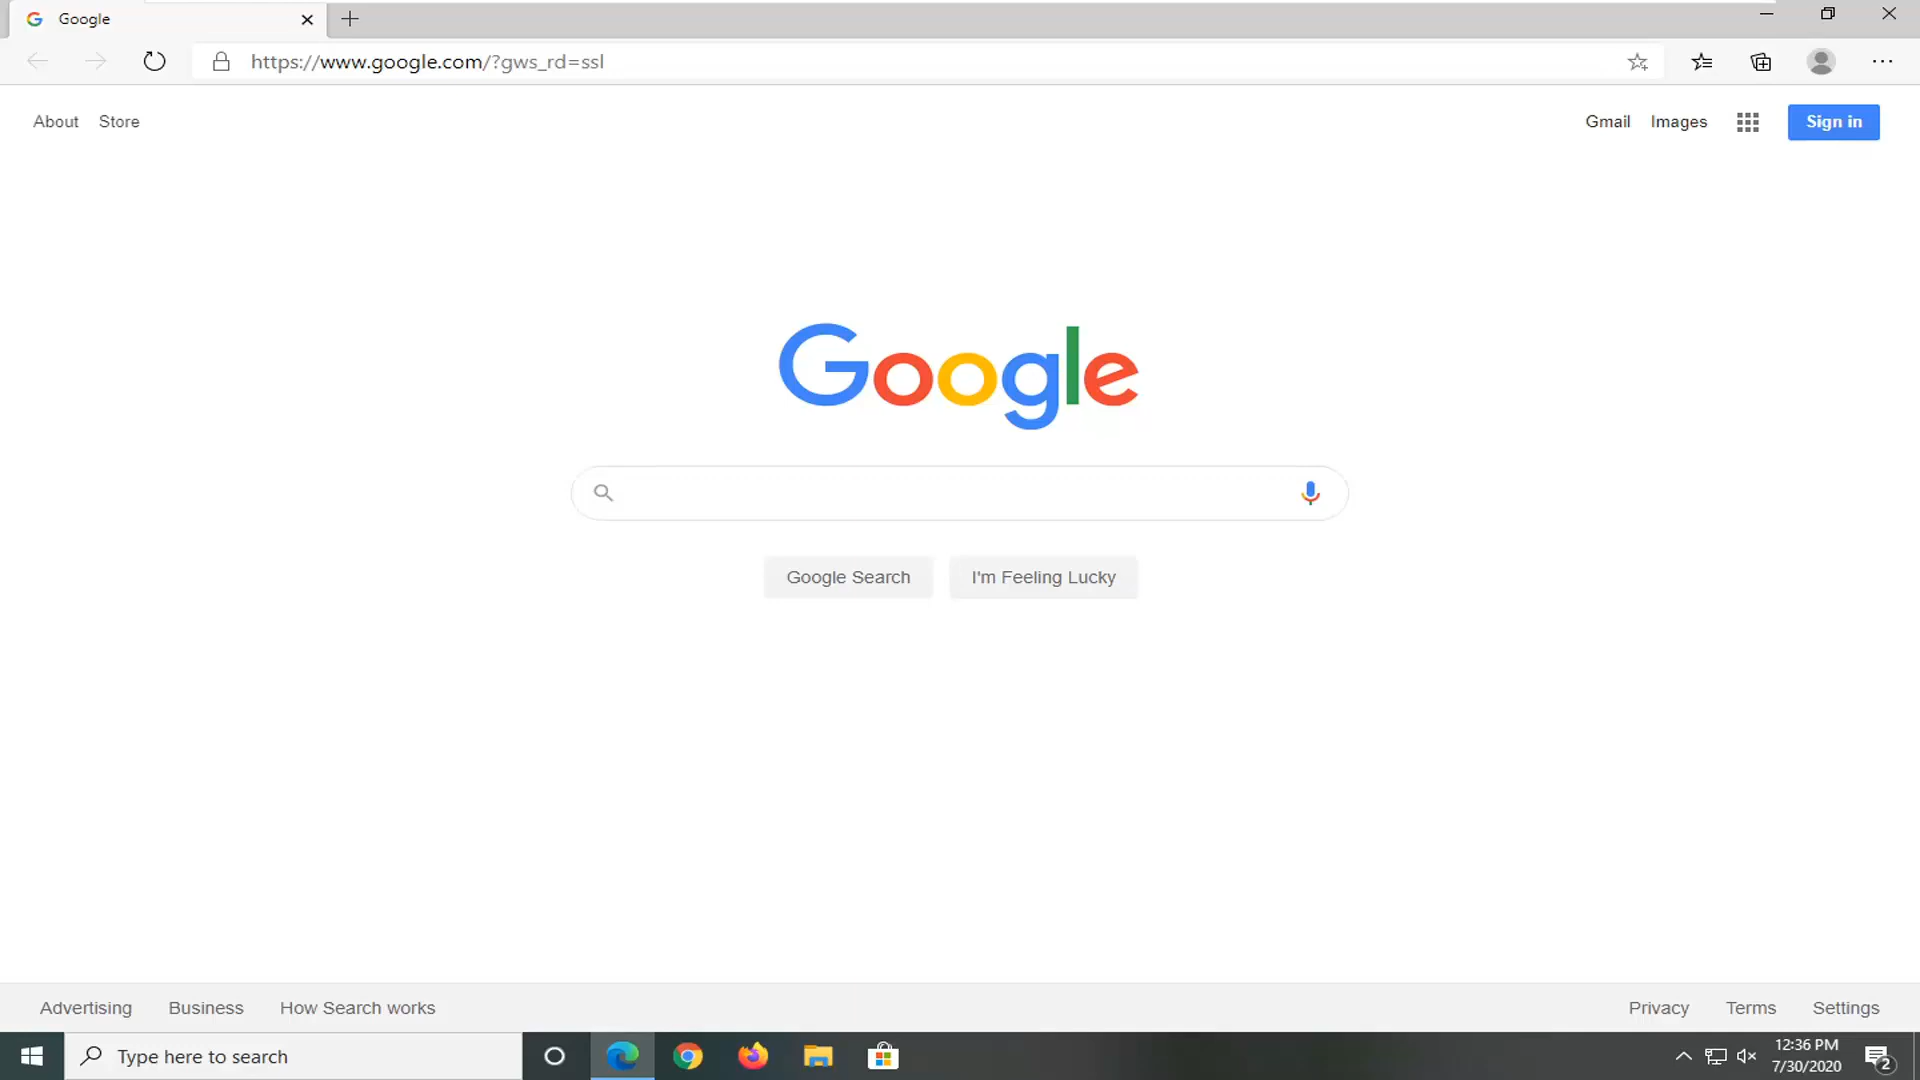 Google
https://www.google.com/?gws_rd=ssl
About Store
Gmail Images Sign in
Google
Google Search I'm Feeling Lucky
Advertising Business How Search works
Privacy Terms Settings
Type here to search
12:36 PM
7/30/2020
2